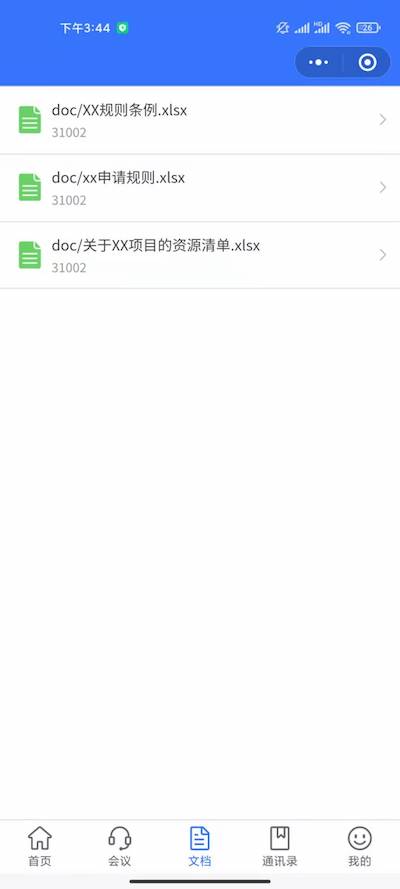 下午3:44
HD
26
doc/XX规则条例.xlsx
31002
doc/xx申请规则.xlsx
31002
doc/关于XX项目的资源清单.xlsx
31002
首页
会议
文档
通讯录
我的